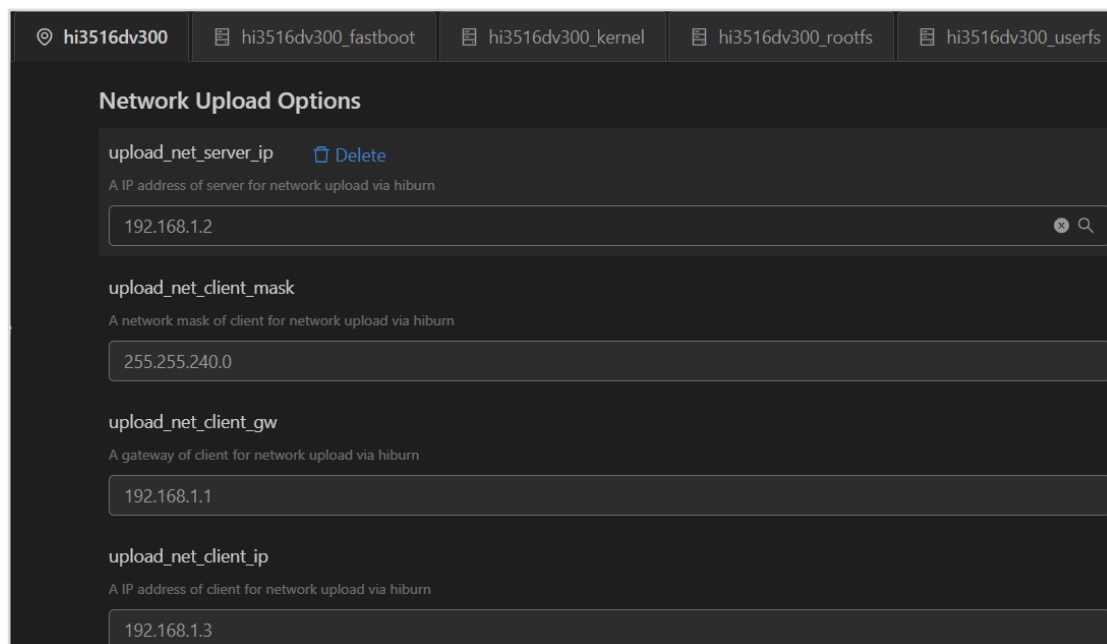 hi3516dv300
hi3516dv300_fastboot
hi3516dv300_kernel
hi3516dv300_rootfs
hi3516dv300_userfs
Network Upload Options
upload_net_server_ip
Delete
A IP address of server for network upload via hiburn
192.168.1.2
upload_net_client_mask
A network mask of client for network upload via hiburn
255.255.240.0
upload_net_client_gw
A gateway of client for network upload via hiburn
192.168.1.1
upload_net_client_ip
A IP address of client for network upload via hiburn
192.168.1.3